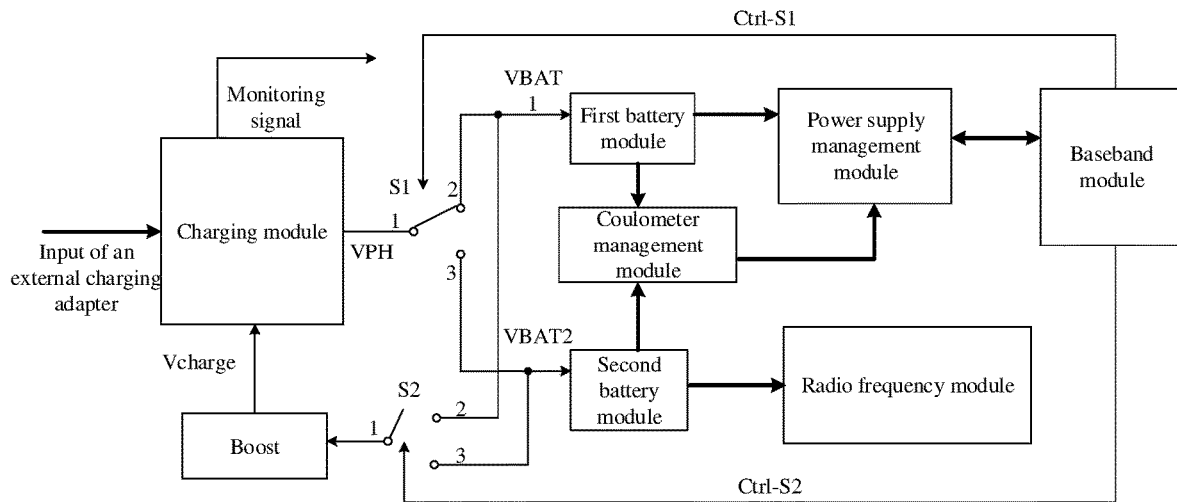 Ctrl-S1
Monitoring
signal
VBAT
1
First battery
module
Power supply
management
module
Baseband
module
S1
2
1
VPH
3
Charging module
Input of an
external charging
adapter
Coulometer
management
module
Vcharge
VBAT2
Second
battery
module
Radio frequency module
S2
2
1
3
Boost
Ctrl-S2